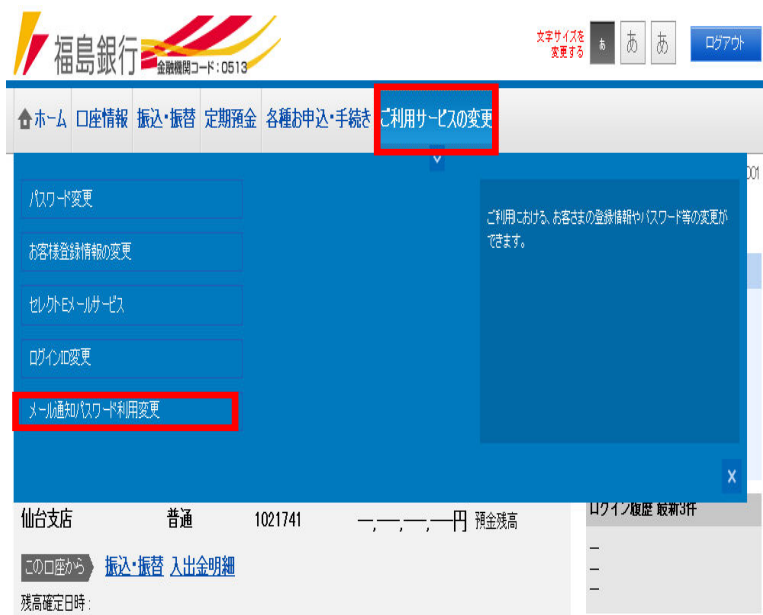 福島銀行
金融機関コード：0513
文字サイズを
変更する
あ
あ
あ
ログアウト
ホーム
口座情報
振込・振替
定期預金
各種お申込・手続き
ご利用サービスの変更
001
パスワード変更
お客様登録情報の変更
セレクトEメールサービス
ログインID変更
メール通知パスワード利用変更
ご利用における、お客さまの登録情報やパスワード等の変更が
できます。
x
仙台支店 普通 1021741 ―,―,―,―円 預金残高
この口座から 振込・振替 入出金明細
残高確定日時：
ログイン履歴 最新3件
―
―
―